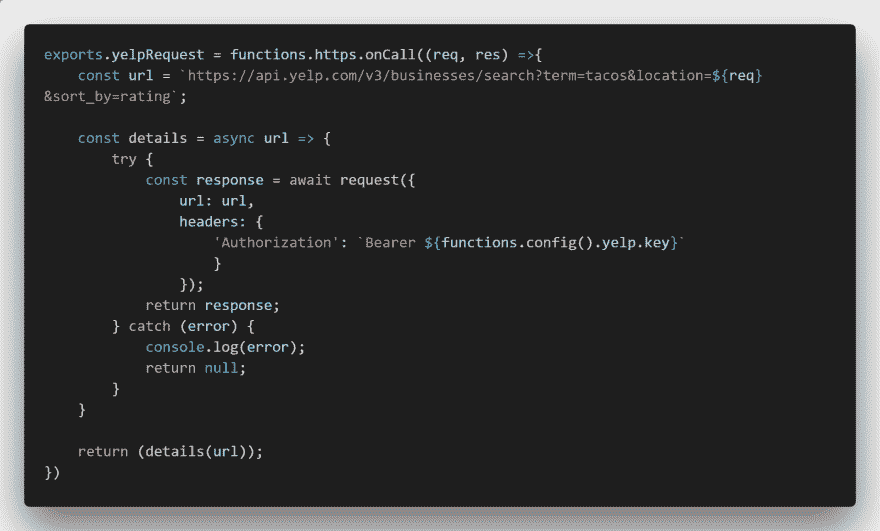 exports.yelpRequest = functions.https.onCall((req, res) =>{
    const url = `https://api.yelp.com/v3/businesses/search?term=tacos&location=${req}
&sort_by=rating`;

    const details = async url => {
        try {
            const response = await request({
                url: url,
                headers: {
                    'Authorization': `Bearer ${functions.config().yelp.key}`
                    }
                });
            return response;
        } catch (error) {
            console.log(error);
            return null;
        }
    }

    return (details(url));
})